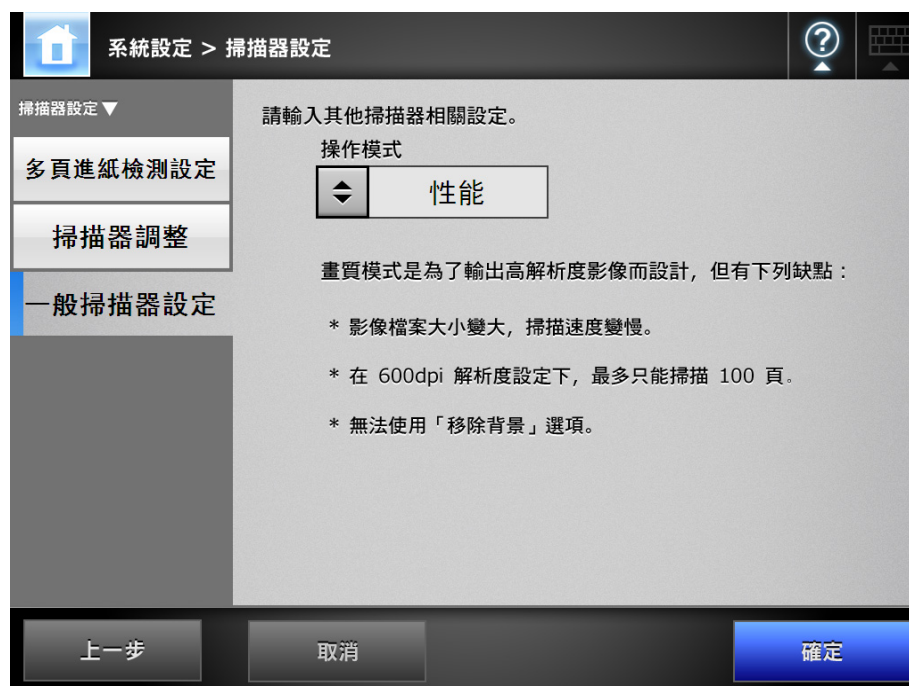 系統設定 > 掃描器設定
掃描器設定▼
多頁進紙檢測設定
掃描器調整
一般掃描器設定
請輸入其他掃描器相關設定。
操作模式
性能
畫質模式是為了輸出高解析度影像而設計，但有下列缺點：
* 影像檔案大小變大，掃描速度變慢。
* 在 600dpi 解析度設定下，最多只能掃描 100 頁。
* 無法使用「移除背景」選項。
上一步
取消
確定